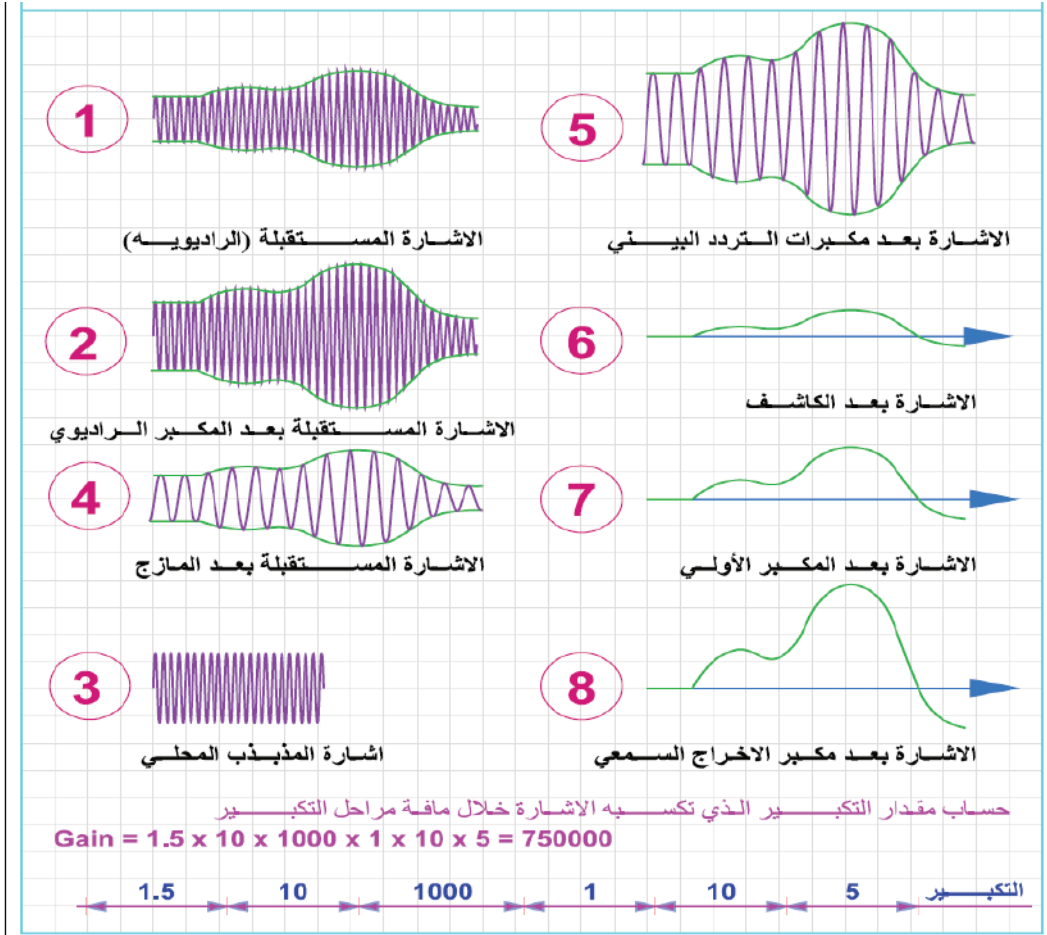 1
الاشارة المستقبلة (الراديويه)
2
الاشارة المستقبلة بعد المكبر الراديوي
4
الاشارة المستقبلة بعد المازج
3
اشارة المذبذب المحلي
5
الاشارة بعد مكبرات التردد البيني
6
الاشارة بعد الكاشف
7
الاشارة بعد المكبر الأولي
8
الاشارة بعد مكبر الاخراج السمعي
حساب مقدار التكبير الذي تكسبه الاشارة خلال مافة مراحل التكبير
Gain = 1.5 x 10 x 1000 x 1 x 10 x 5 = 750000
1.5 10 1000 1 10 5 التكبير